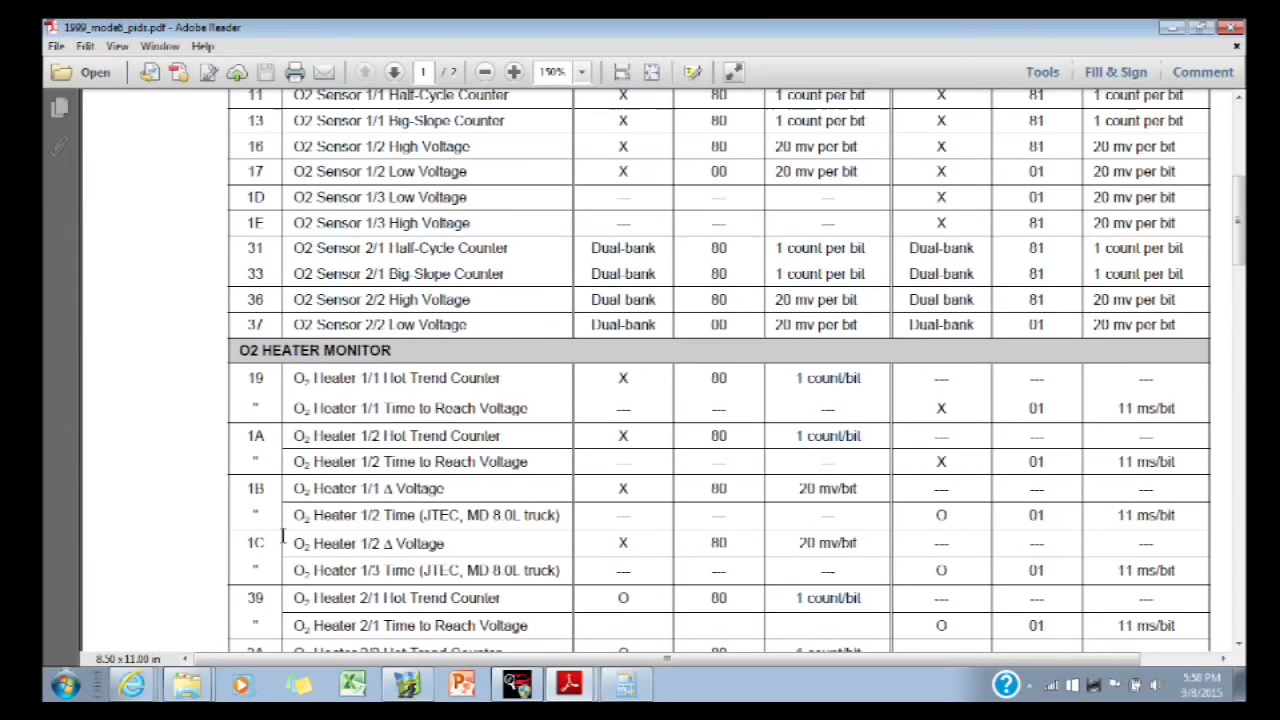 1999_mode6_pids.pdf - Adobe Reader
File Edit View Window Help
Open 1 / 2 150% Tools Fill & Sign Comment
11 O2 Sensor 1/1 Half-Cycle Counter X 80 1 count per bit X 81 1 count per bit
13 O2 Sensor 1/1 Big-Slope Counter X 80 1 count per bit X 81 1 count per bit
16 O2 Sensor 1/2 High Voltage X 80 20 mv per bit X 81 20 mv per bit
17 O2 Sensor 1/2 Low Voltage X 00 20 mv per bit X 01 20 mv per bit
1D O2 Sensor 1/3 Low Voltage --- --- --- X 01 20 mv per bit
1E O2 Sensor 1/3 High Voltage --- --- --- X 81 20 mv per bit
31 O2 Sensor 2/1 Half-Cycle Counter Dual-bank 80 1 count per bit Dual-bank 81 1 count per bit
33 O2 Sensor 2/1 Big-Slope Counter Dual-bank 80 1 count per bit Dual-bank 81 1 count per bit
36 O2 Sensor 2/2 High Voltage Dual bank 80 20 mv per bit Dual bank 81 20 mv per bit
37 O2 Sensor 2/2 Low Voltage Dual-bank 00 20 mv per bit Dual-bank 01 20 mv per bit
O2 HEATER MONITOR
19 O₂ Heater 1/1 Hot Trend Counter X 80 1 count/bit --- --- ---
" O₂ Heater 1/1 Time to Reach Voltage --- --- --- X 01 11 ms/bit
1A O₂ Heater 1/2 Hot Trend Counter X 80 1 count/bit --- --- ---
" O₂ Heater 1/2 Time to Reach Voltage --- --- --- X 01 11 ms/bit
1B O₂ Heater 1/1 Δ Voltage X 80 20 mv/bit --- --- ---
" O₂ Heater 1/2 Time (JTEC, MD 8.0L truck) --- --- --- O 01 11 ms/bit
1C O₂ Heater 1/2 Δ Voltage X 80 20 mv/bit --- --- ---
" O₂ Heater 1/3 Time (JTEC, MD 8.0L truck) --- --- --- O 01 11 ms/bit
39 O₂ Heater 2/1 Hot Trend Counter O 80 1 count/bit --- --- ---
" O₂ Heater 2/1 Time to Reach Voltage O 01 11 ms/bit
8.50 x 11.00 in
5:58 PM
9/8/2015